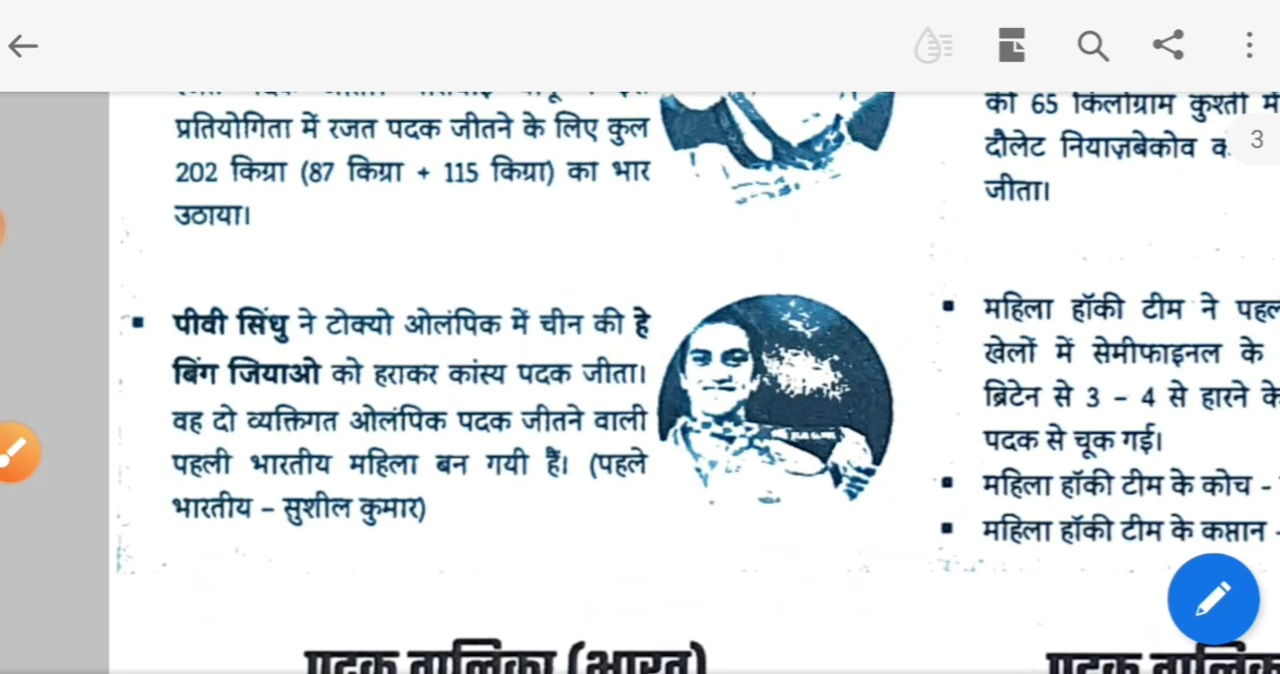 प्रतियोगिता में रजत पदक जीतने के लिए कुल
202 किग्रा (87 किग्रा + 115 किग्रा) का भार
उठाया।
पीवी सिंधु ने टोक्यो ओलंपिक में चीन की हे
बिंग जियाओ को हराकर कांस्य पदक जीता।
वह दो व्यक्तिगत ओलंपिक पदक जीतने वाली
पहली भारतीय महिला बन गयी हैं। (पहले
भारतीय – सुशील कुमार)
पदक तालिका (भारत)
की 65 किलोग्राम कुश्ती में
दौलेट नियाज़बेकोव
जीता।
3
महिला हॉकी टीम ने
खेलों में सेमीफाइनल के
ब्रिटेन से 3 – 4 से हारने के
पदक से चूक गई।
महिला हॉकी टीम के कोच -
महिला हॉकी टीम के कप्तान -
पदक